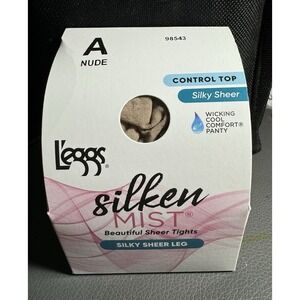 A
NUDE
98543
CONTROL TOP
Silky Sheer
WICKING
COOL
COMFORT®
PANTY
L'eggs®
silken
MIST®
Beautiful Sheer Tights
SILKY SHEER LEG